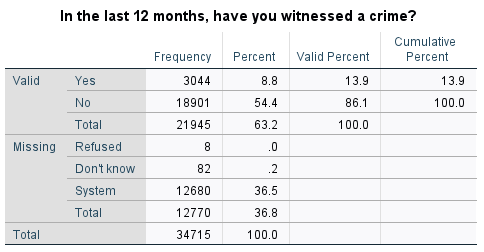 In the last 12 months, have you witnessed a crime?
Frequency Percent Valid Percent Cumulative Percent
Valid Yes 3044 8.8 13.9 13.9
No 18901 54.4 86.1 100.0
Total 21945 63.2 100.0
Missing Refused 8 .0
Don't know 82 .2
System 12680 36.5
Total 12770 36.8
Total 34715 100.0